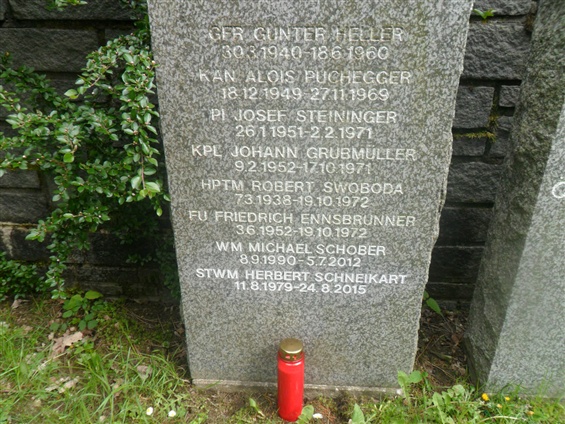 GFR GÜNTER HELLER
30.3.1940-18.6.1960
KAN ALOIS PUCHEGGER
18.12.1949-27.11.1969
PI JOSEF STEININGER
26.1.1951-2.2.1971
KPL JOHANN GRUBMÜLLER
9.2.1952-17.10.1971
HPTM ROBERT SWOBODA
7.3.1938-19.10.1972
FU FRIEDRICH ENNSBRUNNER
3.6.1952-19.10.1972
WM MICHAEL SCHOBER
8.9.1990-5.7.2012
STWM HERBERT SCHNEIKART
11.8.1979-24.8.2015